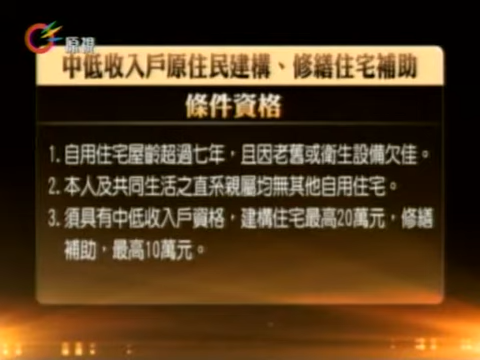 原視
中低收入戶原住民建構、修繕住宅補助
條件資格
1. 自用住宅屋齡超過七年，且因老舊或衛生設備欠佳。
2. 本人及共同生活之直系親屬均無其他自用住宅。
3. 須具有中低收入戶資格，建構住宅最高20萬元，修繕
補助，最高10萬元。